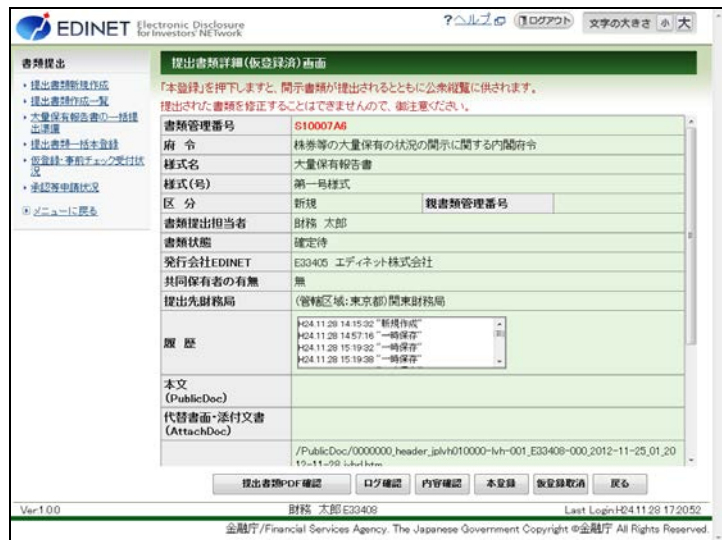 EDINET Electronic Disclosure
for Investors' NETwork
?ヘルプ ログアウト 文字の大きさ 小 大
書類提出
提出書類新規作成
提出書類作成一覧
大量保有報告書の一括提
出準備
提出書類一括本登録
仮登録・事前チェック受付状
況
承認等申請状況
メニューに戻る
提出書類詳細(仮登録済)画面
「本登録」を押下しますと、開示書類が提出されるとともに公衆縦覧に供されます。
提出された書類を修正することはできませんので、御注意ください。
書類管理番号 S10007A6
府 令 株券等の大量保有の状況の開示に関する内閣府令
様式名 大量保有報告書
様式(号) 第一号様式
区 分 新規 親書類管理番号
書類提出担当者 財務 太郎
書類状態 確定待
発行会社EDINET E33405 エディネット株式会社
共同保有者の有無 無
提出先財務局 (管轄区域:東京都)関東財務局
履 歴
H24.11.28 14:15:32 "新規作成"
H24.11.28 14:57:16 "一時保存"
H24.11.28 15:19:32 "一時保存"
H24.11.28 15:19:38 "一時保存"
本文
(PublicDoc)
代替書面・添付文書
(AttachDoc)
/PublicDoc/0000000_header_jplvh010000-lvh-001_E33408-000_2012-11-25_01_20
12-11-28_ixbrl.htm
提出書類PDF確認 ログ確認 内容確認 本登録 仮登録取消 戻る
Ver.1.0.0 財務 太郎 E33408 Last Login:H24.11.28 17:20:52
金融庁/Financial Services Agency. The Japanese Government Copyright ©金融庁 All Rights Reserved.